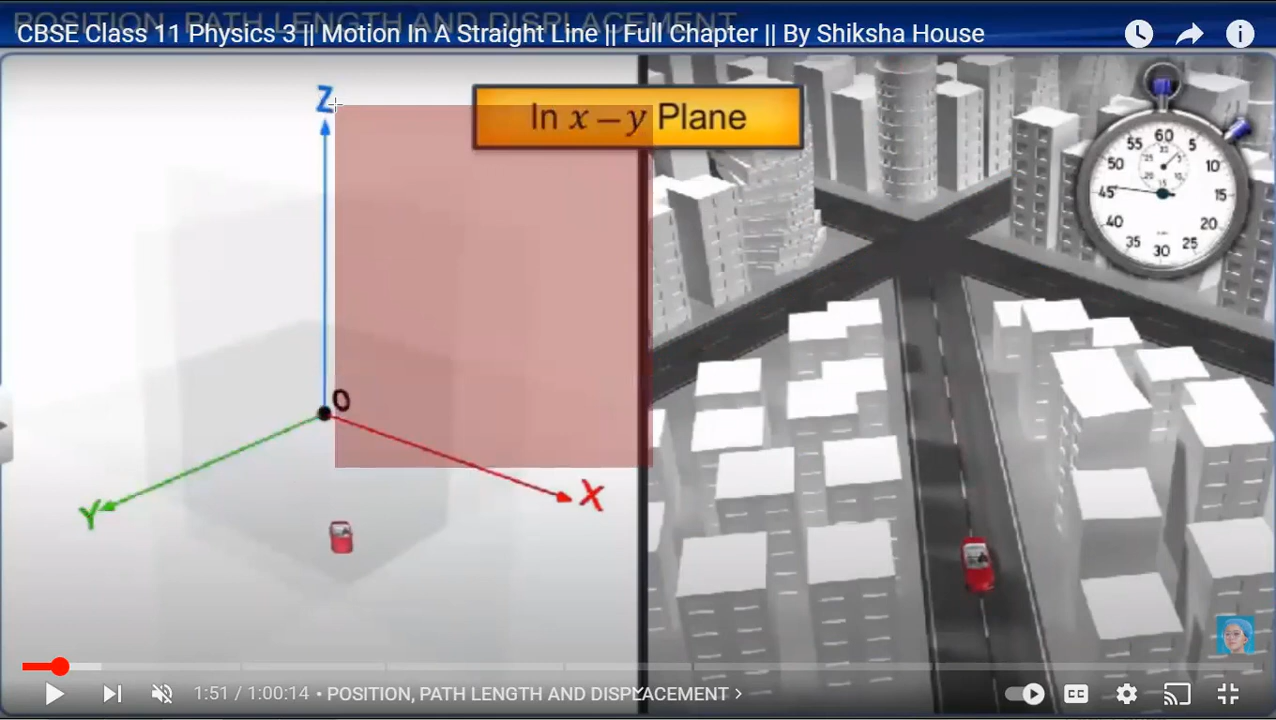 POSITION, PATH LENGTH AND DISPLACEMENT
CBSE Class 11 Physics 3 || Motion In A Straight Line || Full Chapter || By Shiksha House
Z
In x – y Plane
O
Y
X
60
55
5
50
10
45
15
40
20
35
25
30
1:51 / 1:00:14 • POSITION, PATH LENGTH AND DISPLACEMENT >
CC